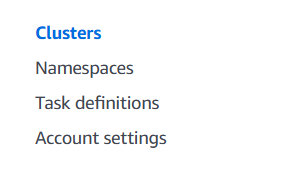 Clusters
Namespaces
Task definitions
Account settings